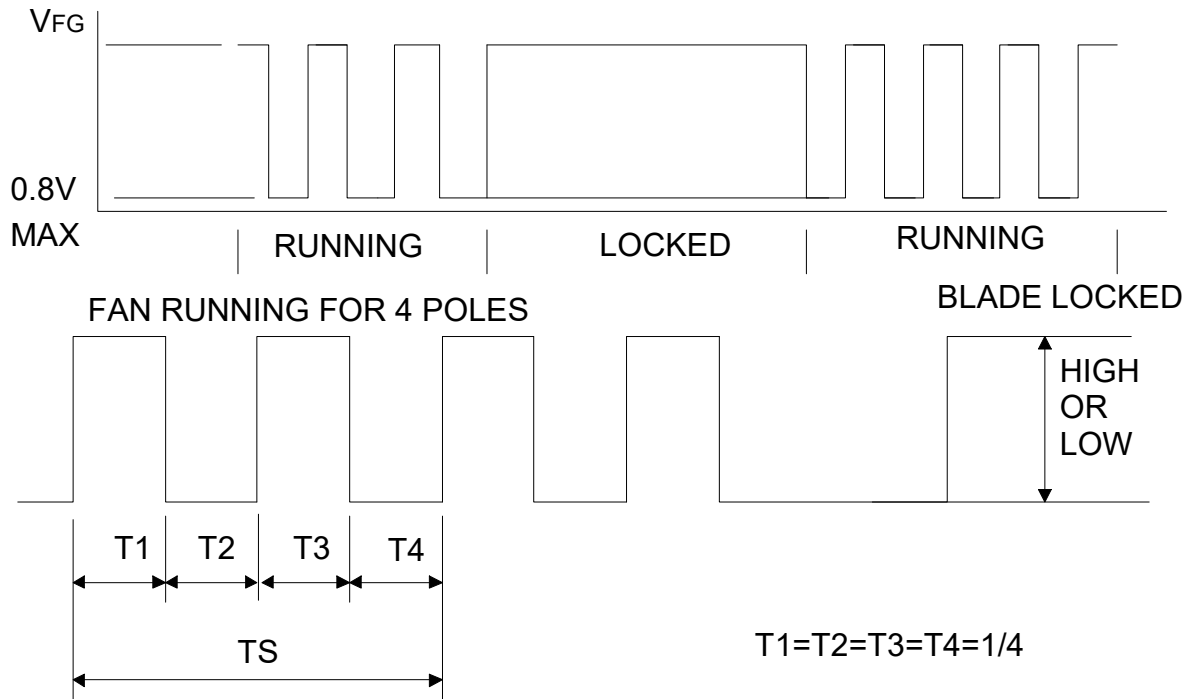 VFG
0.8V
MAX
RUNNING
LOCKED
RUNNING
FAN RUNNING FOR 4 POLES
BLADE LOCKED
HIGH
OR
LOW
T1
T2
T3
T4
TS
T1=T2=T3=T4=1/4